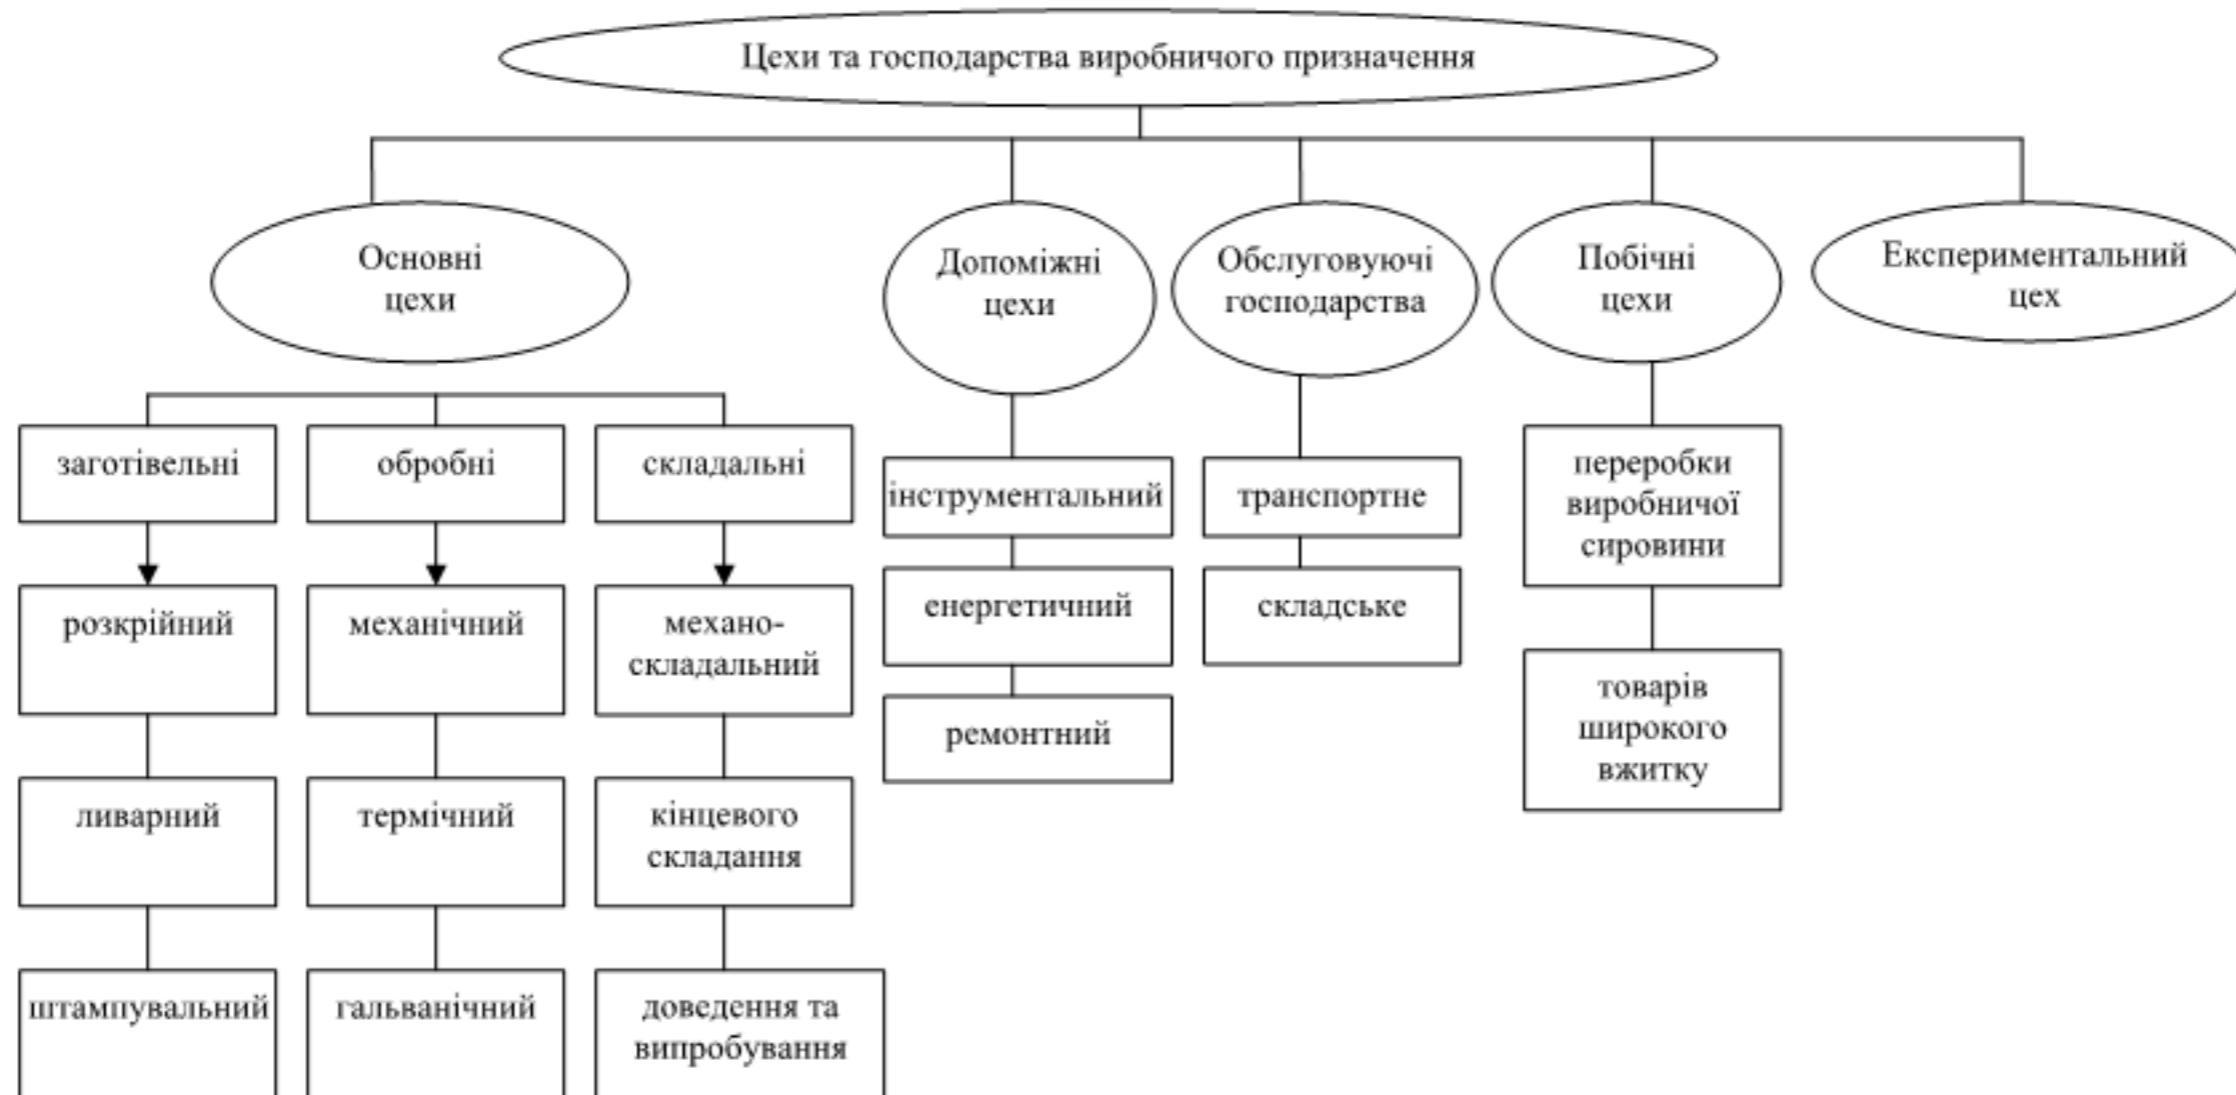 Цехи та господарства виробничого призначення
Основні
цехи
Допоміжні
цехи
Обслуговуючі
господарства
Побічні
цехи
Експериментальний
цех
заготівельні
обробні
складальні
інструментальний
транспортне
переробки
виробничої
сировини
розкрійний
механічний
механо-
складальний
енергетичний
складське
ремонтний
товарів
широкого
вжитку
ливарний
термічний
кінцевого
складання
штампувальний
гальванічний
доведення та
випробування